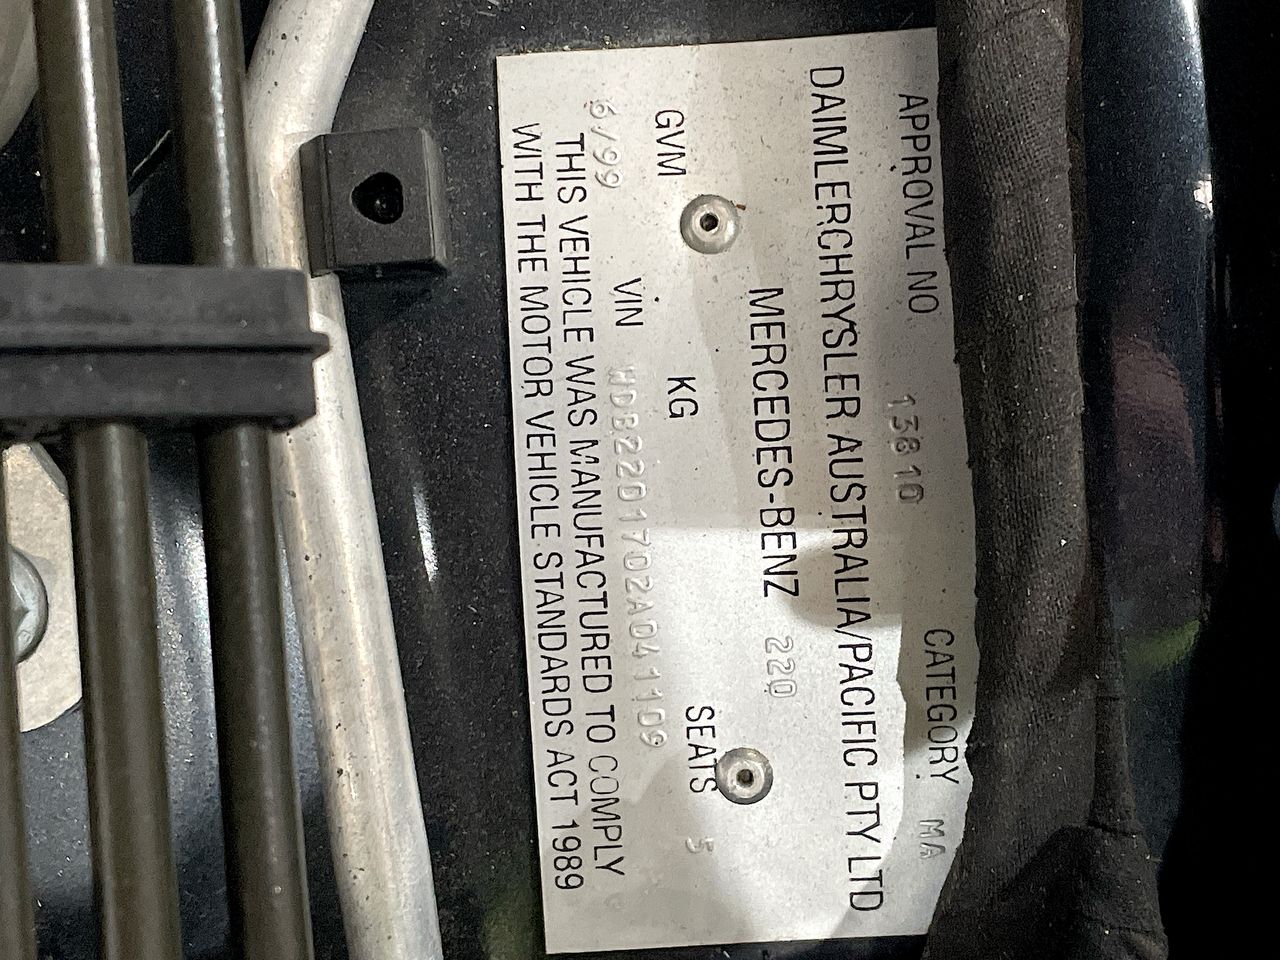 APPROVAL NO 13810 CATEGORY MA
DAIMLERCHRYSLER AUSTRALIA/PACIFIC PTY LTD
MERCEDES-BENZ 220
GVM KG SEATS 5
6/99 VIN WDB2201702A041109
THIS VEHICLE WAS MANUFACTURED TO COMPLY
WITH THE MOTOR VEHICLE STANDARDS ACT 1989